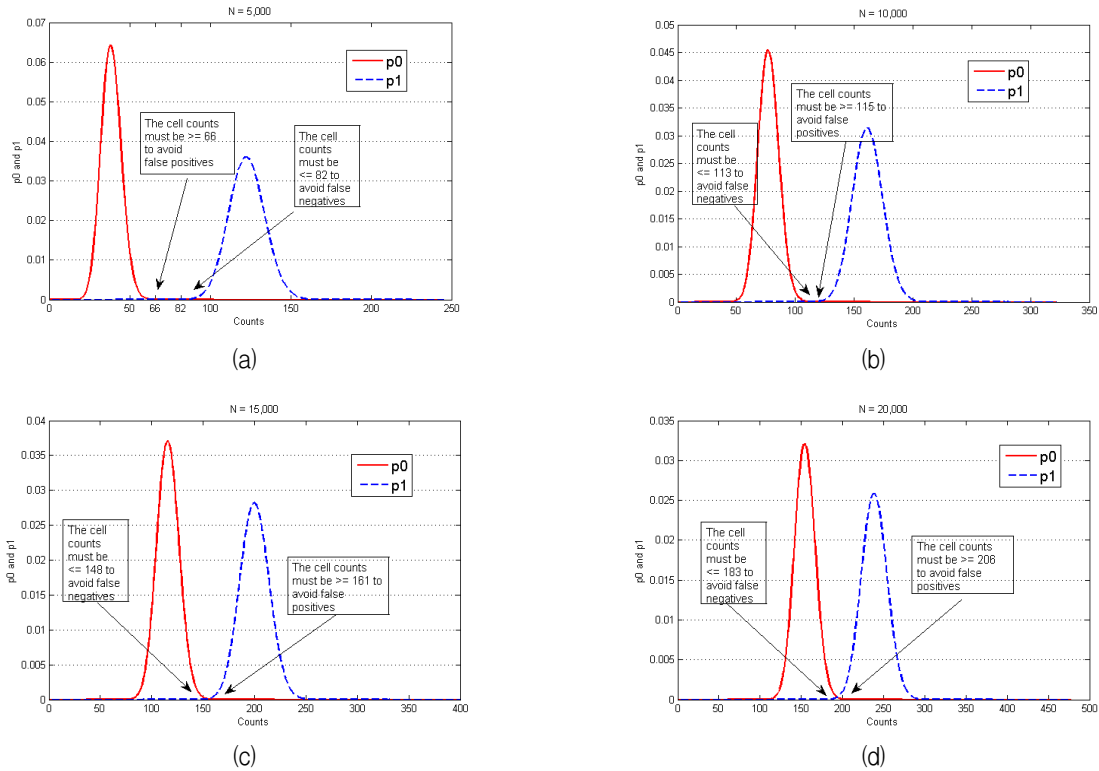 N = 5,000
0.07
0.06
0.05
0.04
0.03
0.02
0.01
0
p0 and p1
p0
p1
The cell counts
must be >= 66
to avoid
false positives
The cell
counts
must be
<= 82 to
avoid false
negatives
50
66
82
100
150
200
250
Counts
(a)
N = 10,000
0.05
0.045
0.04
0.035
0.03
0.025
0.02
0.015
0.01
0.005
0
p0 and p1
p0
p1
The cell
counts
must be
<= 113 to
avoid false
negatives
The cell counts
must be >= 115 to
avoid false
positives
0
50
100
150
200
250
300
350
Counts
(b)
N = 15,000
0.04
0.035
0.03
0.025
0.02
0.015
0.01
0.005
0
p0 and p1
p0
p1
The cell
counts
must be
<= 148 to
avoid false
negatives
The cell counts
must be >= 161 to
avoid false
positives
0
50
100
150
200
250
300
350
400
Counts
(c)
N = 20,000
0.035
0.03
0.025
0.02
0.015
0.01
0.005
0
p0 and p1
p0
p1
The cell
counts
must be
<= 183 to
avoid false
negatives
The cell counts
must be >= 206
to avoid false
positives
0
50
100
150
200
250
300
350
400
450
500
Counts
(d)